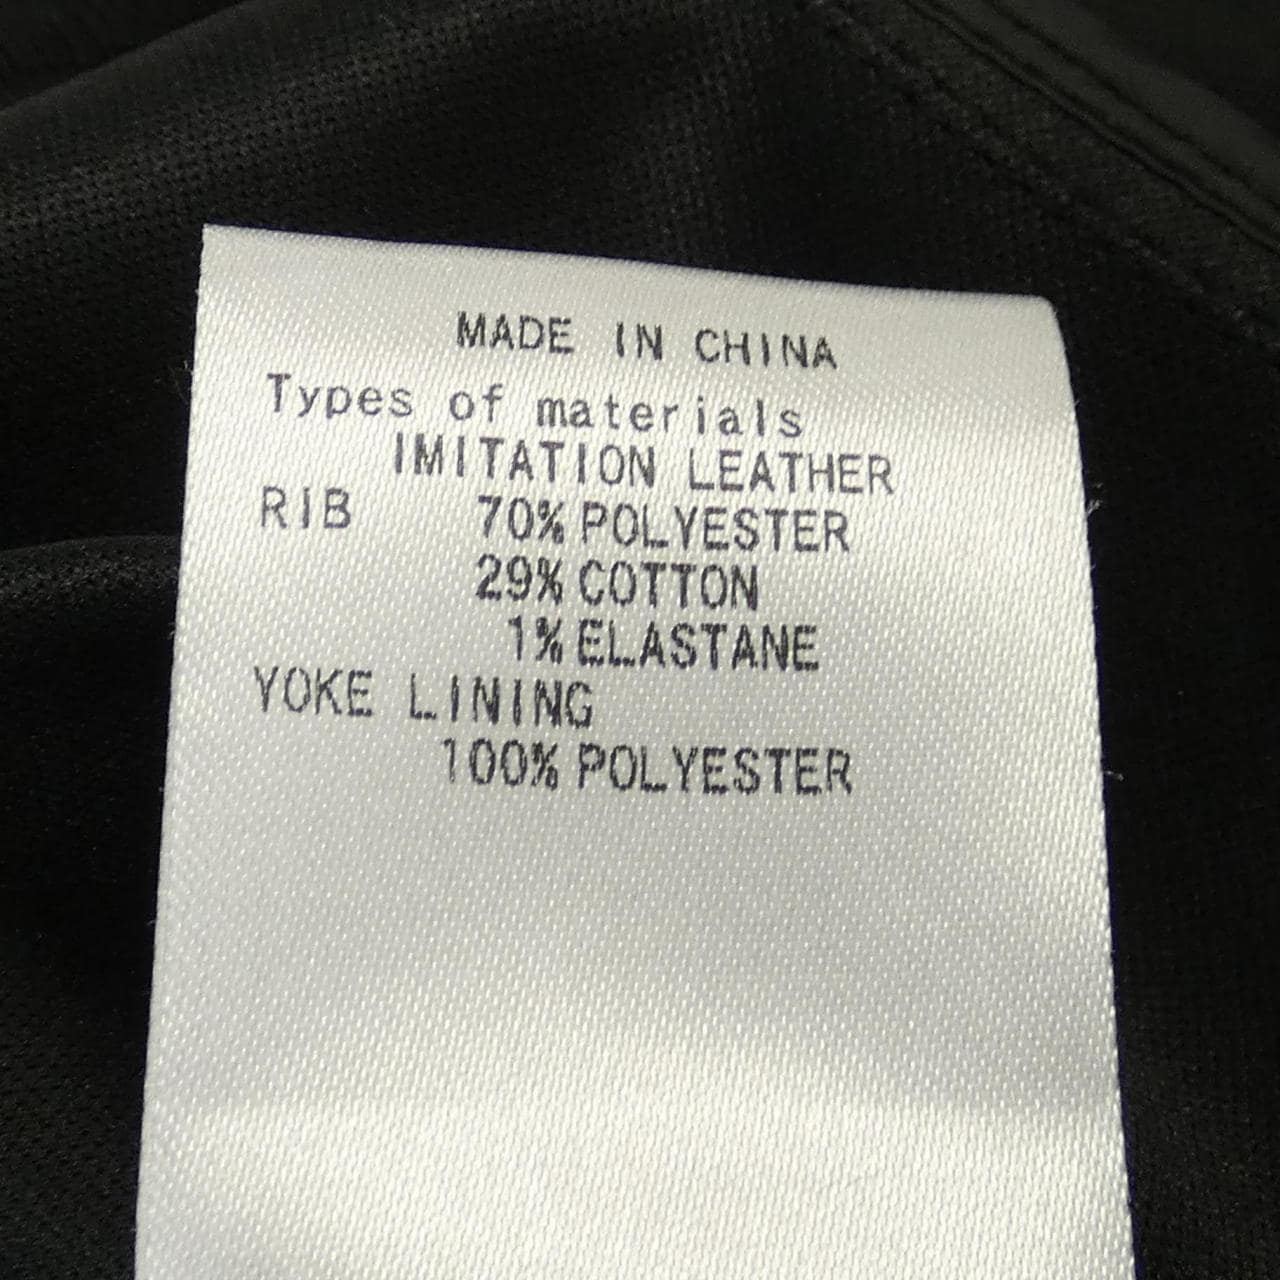 MADE IN CHINA
Types of materials
IMITATION LEATHER
RIB 70% POLYESTER
29% COTTON
1% ELASTANE
YOKE LINING
100% POLYESTER